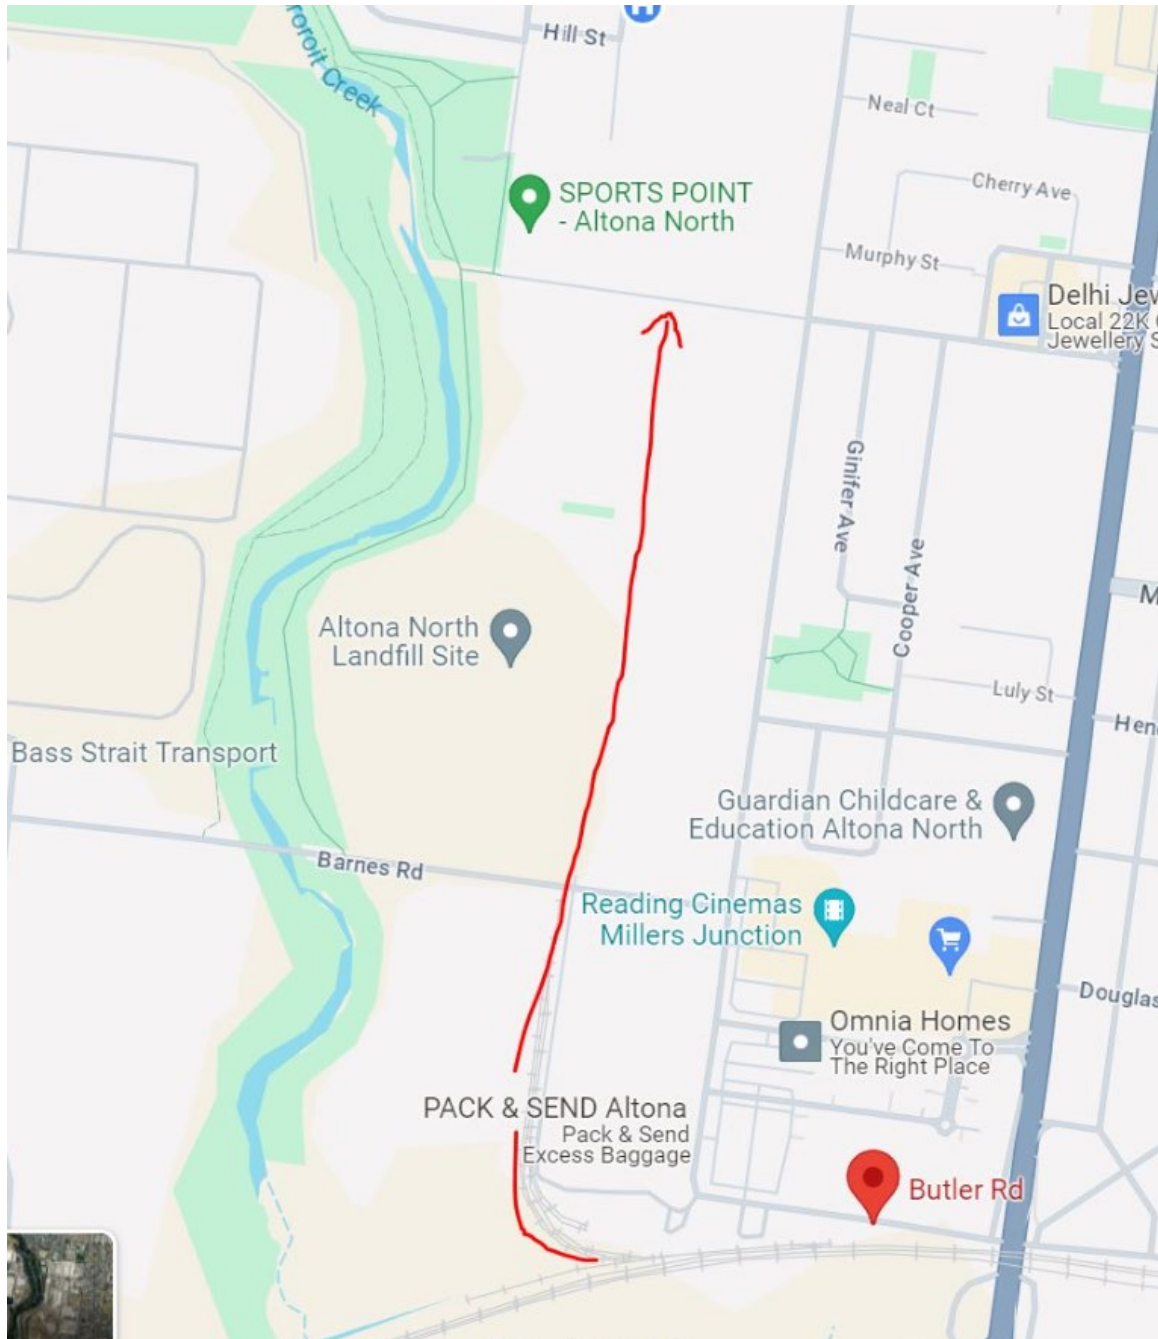 roroit Creek
Hill St
Neal Ct
Cherry Ave
SPORTS POINT
- Altona North
Murphy St
Delhi Jew
Local 22K
Jewellery S
Ginifer Ave
Cooper Ave
M
Altona North
Landfill Site
Luly St
Hen
Bass Strait Transport
Guardian Childcare &
Education Altona North
Barnes Rd
Reading Cinemas
Millers Junction
Douglas
Omnia Homes
You've Come To
The Right Place
PACK & SEND Altona
Pack & Send
Excess Baggage
Butler Rd